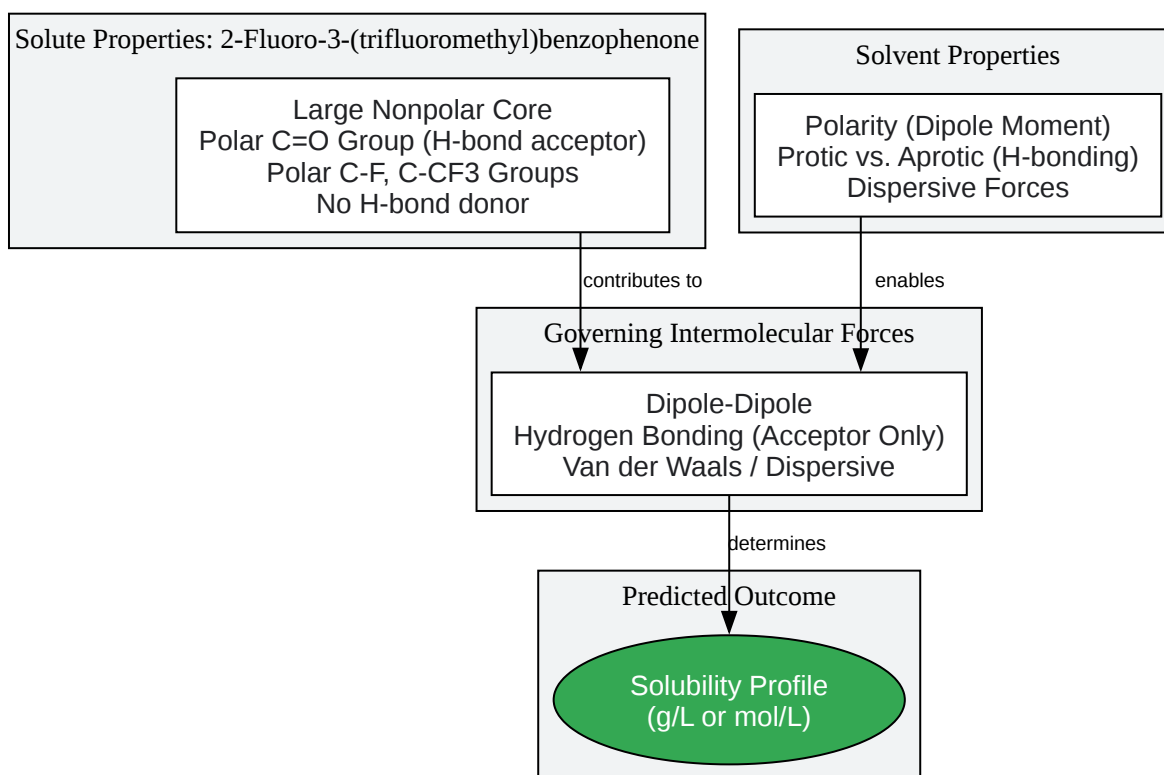 Solute Properties: 2-Fluoro-3-(trifluoromethyl)benzophenone
Large Nonpolar Core
Polar C=O Group (H-bond acceptor)
Polar C-F, C-CF3 Groups
No H-bond donor
Solvent Properties
Polarity (Dipole Moment)
Protic vs. Aprotic (H-bonding)
Dispersive Forces
contributes to
enables
Governing Intermolecular Forces
Dipole-Dipole
Hydrogen Bonding (Acceptor Only)
Van der Waals / Dispersive
determines
Predicted Outcome
Solubility Profile
(g/L or mol/L)